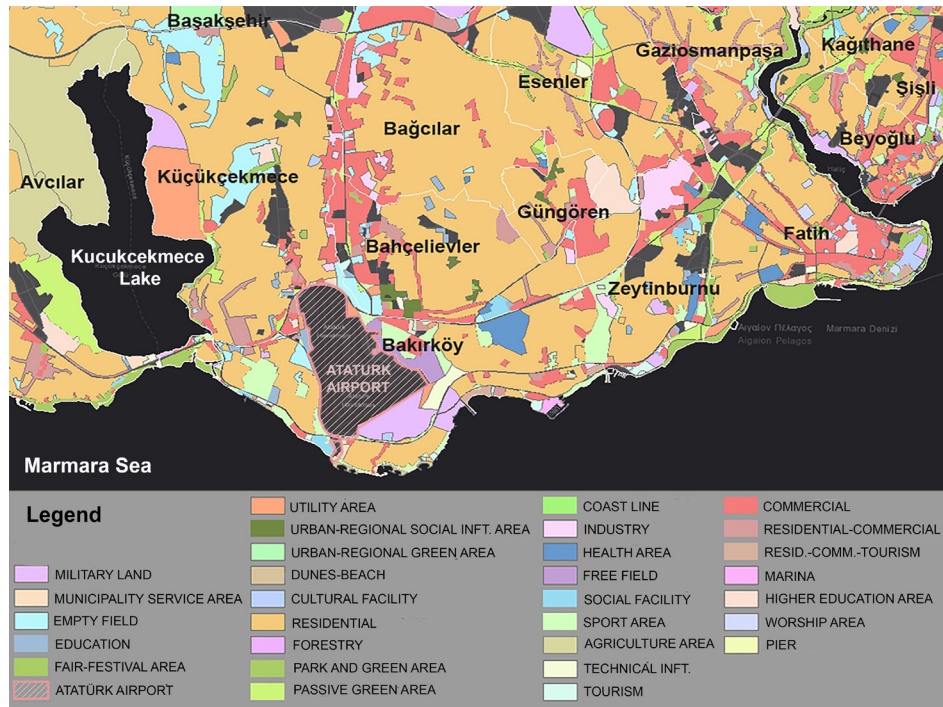 Başakşehir
Gaziosmanpaşa
Kağıthane
Esenler
Şişli
Bağcılar
Beyoğlu
Avcılar
Küçükçekmece
Küçükçekmece
Haliç
Güngören
Fatih
Bahçelievler
Kucukcekmece
Lake
Zeytinburnu
Αιγαίον Πέλαγος
Aigaion Pelagos
Marmara Denizi
Bakırköy
ATATÜRK
AIRPORT
Marmara Sea
Legend
MILITARY LAND
MUNICIPALITY SERVICE AREA
EMPTY FIELD
EDUCATION
FAIR-FESTIVAL AREA
ATATÜRK AIRPORT
UTILITY AREA
URBAN-REGIONAL SOCIAL INFT. AREA
URBAN-REGIONAL GREEN AREA
DUNES-BEACH
CULTURAL FACILITY
RESIDENTIAL
FORESTRY
PARK AND GREEN AREA
PASSIVE GREEN AREA
COAST LINE
INDUSTRY
HEALTH AREA
FREE FIELD
SOCIAL FACILITY
SPORT AREA
AGRICULTURE AREA
TECHNICAL INFT.
TOURISM
COMMERCIAL
RESIDENTIAL-COMMERCIAL
RESID.-COMM.-TOURISM
MARINA
HIGHER EDUCATION AREA
WORSHIP AREA
PIER